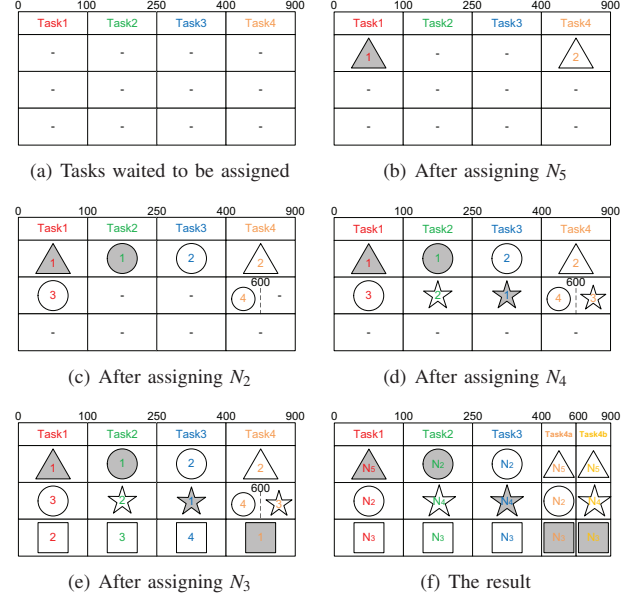 0 100 250 400 900
Task1 Task2 Task3 Task4
- - - -
- - - -
- - - -
(a) Tasks waited to be assigned
0 100 250 400 900
Task1 Task2 Task3 Task4
1 - - 2
- - - -
- - - -
(b) After assigning N5
0 100 250 400 900
Task1 Task2 Task3 Task4
1 1 2 2
600
3 - - 4 -
- - - -
(c) After assigning N2
0 100 250 400 900
Task1 Task2 Task3 Task4
1 1 2 2
600
3 2 1 4 3
- - - -
(d) After assigning N4
0 100 250 400 900
Task1 Task2 Task3 Task4
1 1 2 2
600
3 2 1 4 3
2 3 4 1
(e) After assigning N3
0 100 250 400 600 900
Task1 Task2 Task3 Task4a Task4b
N5 N2 N2 N5 N5
N2 N4 N4 N2 N4
N3 N3 N3
(f) The result